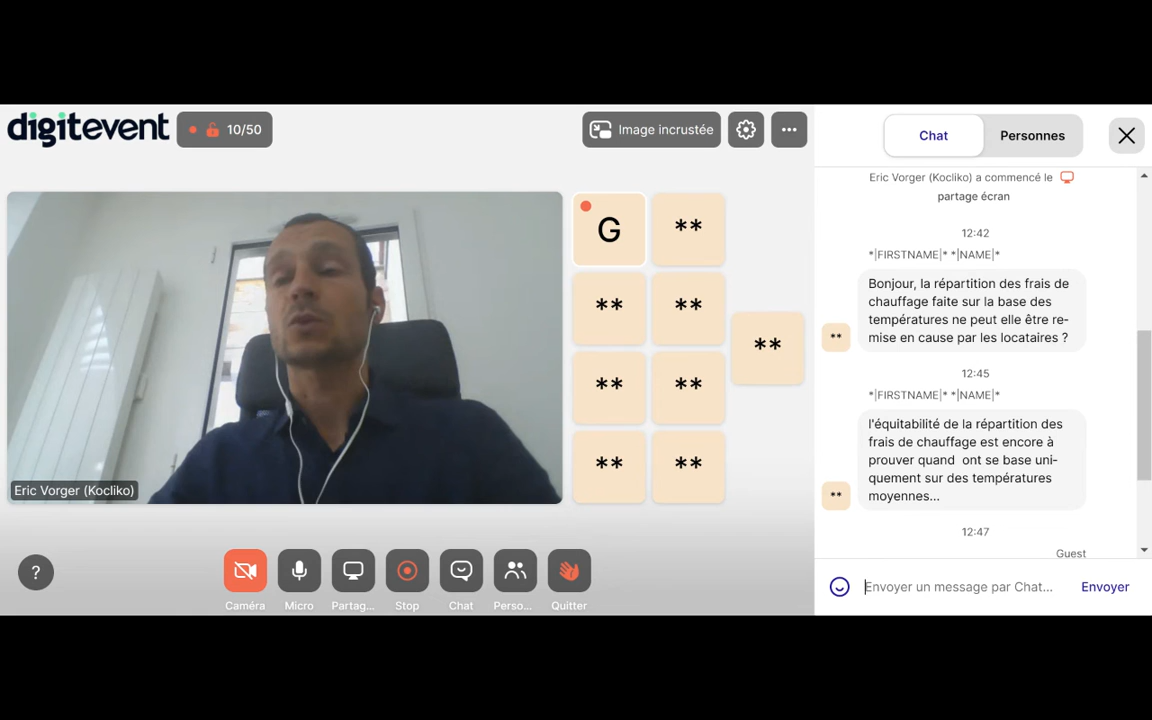 digitevent
10/50
Image incrustée
Chat
Personnes
Eric Vorger (Kocliko) a commencé le
partage écran
12:42
*|FIRSTNAME|* *|NAME|*
Bonjour, la répartition des frais de
chauffage faite sur la base des
températures ne peut elle être re-
mise en cause par les locataires ?
**
12:45
*|FIRSTNAME|* *|NAME|*
l'équitabilité de la répartition des
frais de chauffage est encore à
prouver quand ont se base uni-
quement sur des températures
moyennes...
**
12:47
Guest
Envoyer un message par Chat...
Envoyer
G
**
**
**
**
**
**
**
**
Eric Vorger (Kocliko)
?
Caméra
Micro
Partag...
Stop
Chat
Perso...
Quitter